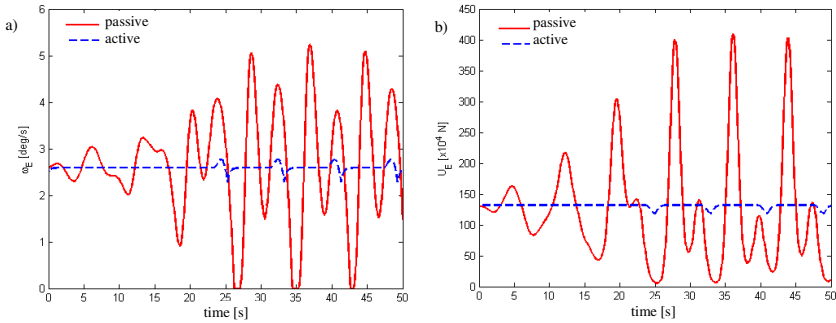 a)
passive
active
ω_E [deg/s]
6
5
4
3
2
1
0
0 5 10 15 20 25 30 35 40 45 50
time [s]
b)
passive
active
U_E [x10^4 N]
450
400
350
300
250
200
150
100
50
0
0 5 10 15 20 25 30 35 40 45 50
time [s]